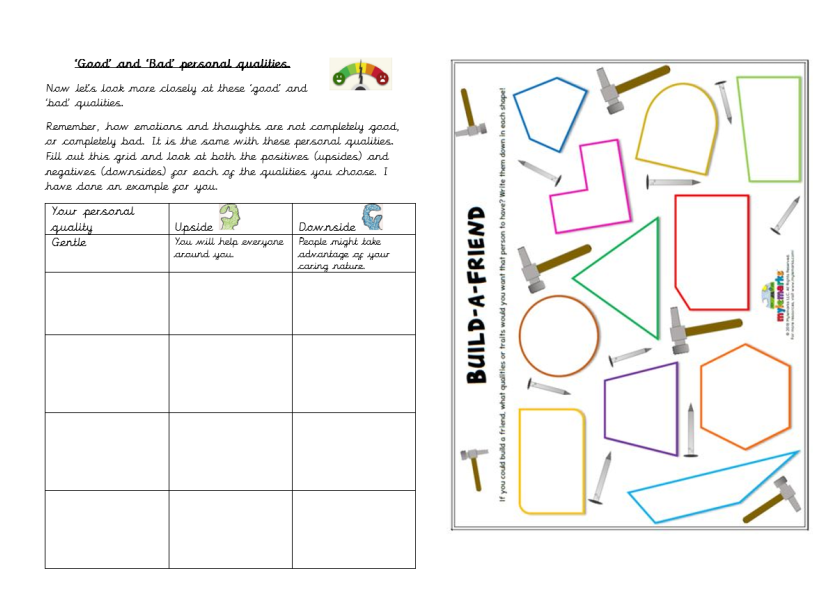 'Good' and 'Bad' personal qualities.
Now let's look more closely at these 'good' and
'bad' qualities.
Remember, how emotions and thoughts are not completely good,
or completely bad. It is the same with these personal qualities.
Fill out this grid and look at both the positives (upsides) and
negatives (downsides) for each of the qualities you choose. I
have done an example for you.
Your personal
quality
Upside
Downside
Gentle
You will help everyone
around you.
People might take
advantage of your
caring nature.
BUILD-A-FRIEND
If you could build a friend, what qualities or traits would you want that person to have? Write them down in each shape!
mylemarks